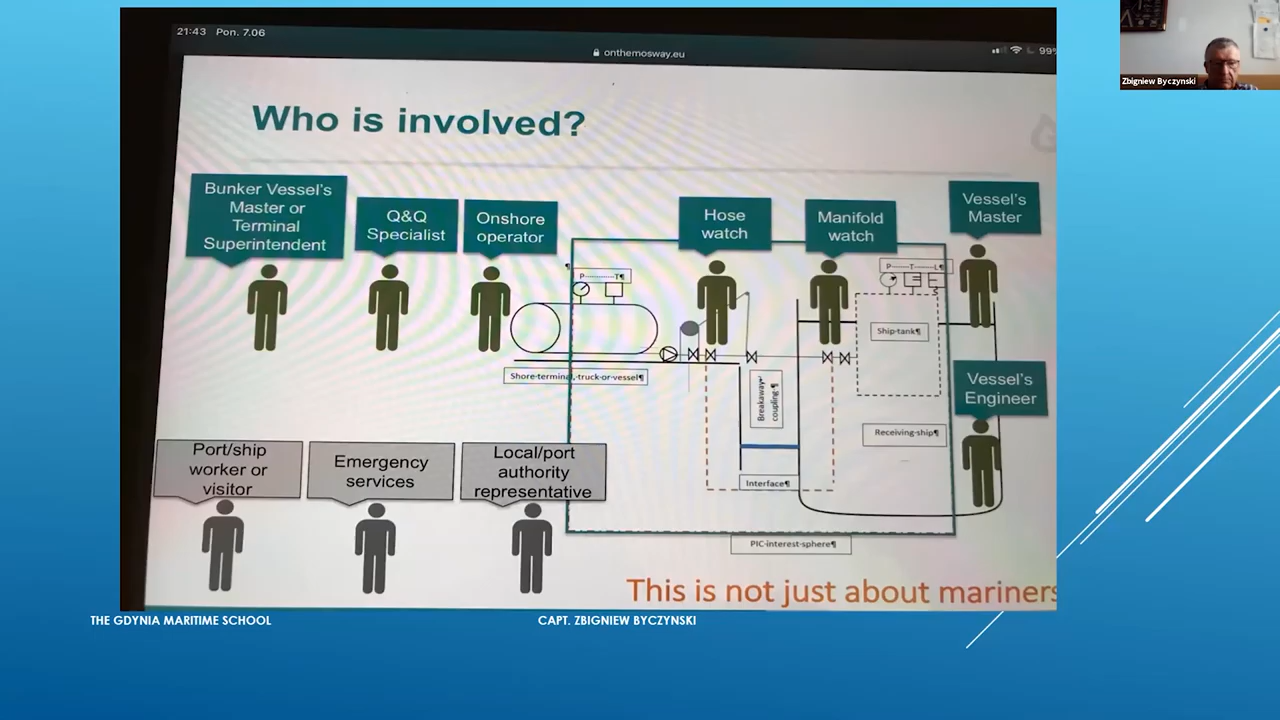 21:43 Pon. 7.06
onthemosway.eu
99%
Zbigniew Byczynski
Who is involved?
Bunker Vessel's
Master or
Terminal
Superintendent
Q&Q
Specialist
Onshore
operator
Hose
watch
Manifold
watch
Vessel's
Master
P----------T¶
P----T----L¶
Ship·tank¶
Shore·terminal,·truck·or·vessel¶
Breakaway·
coupling·¶
Vessel's
Engineer
Receiving·ship¶
Port/ship
worker or
visitor
Emergency
services
Local/port
authority
representative
Interface¶
PIC·interest·sphere¶
This is not just about mariners
THE GDYNIA MARITIME SCHOOL
CAPT. ZBIGNIEW BYCZYNSKI